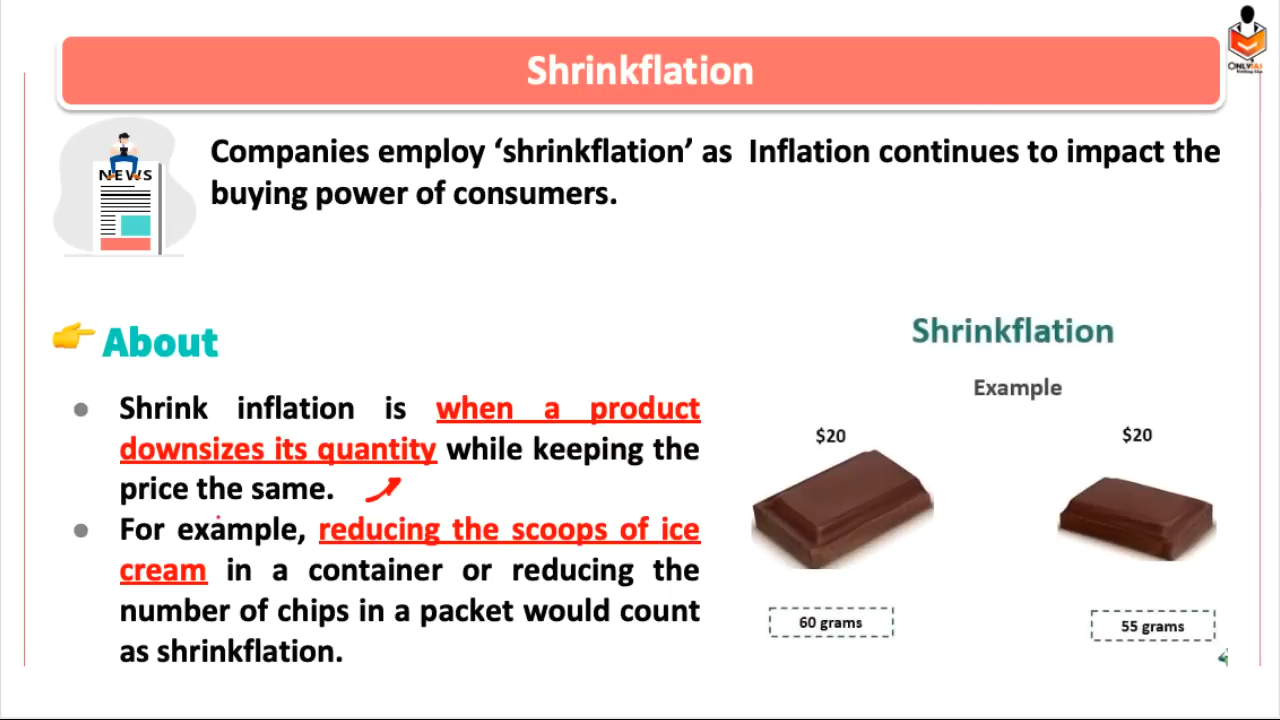 Shrinkflation
ONLYIAS
NEWS
Companies employ ‘shrinkflation’ as Inflation continues to impact the
buying power of consumers.
About
Shrink inflation is when a product
downsizes its quantity while keeping the
price the same.
For example, reducing the scoops of ice
cream in a container or reducing the
number of chips in a packet would count
as shrinkflation.
Shrinkflation
Example
$20
$20
60 grams
55 grams